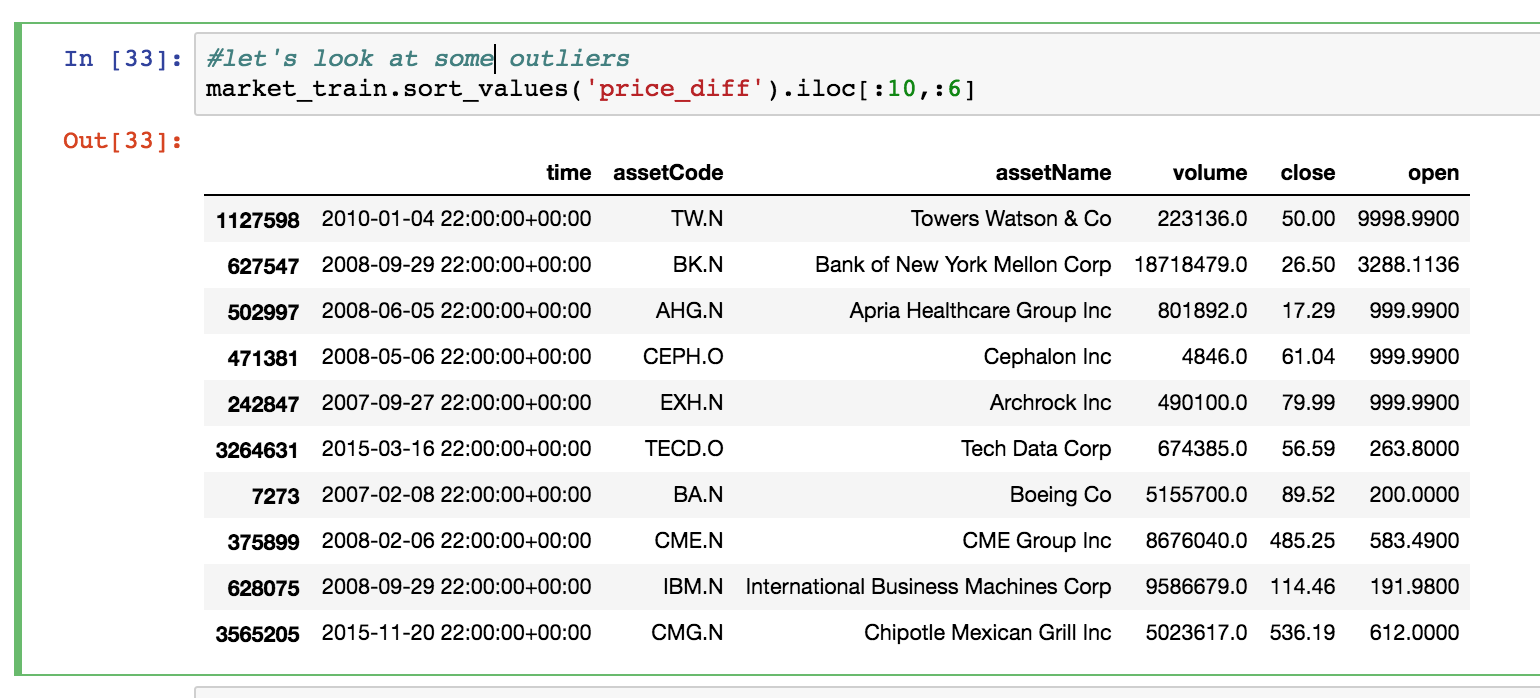 In [33]: #let's look at some outliers
market_train.sort_values('price_diff').iloc[:10,:6]
Out[33]:
time assetCode assetName volume close open
1127598 2010-01-04 22:00:00+00:00 TW.N Towers Watson & Co 223136.0 50.00 9998.9900
627547 2008-09-29 22:00:00+00:00 BK.N Bank of New York Mellon Corp 18718479.0 26.50 3288.1136
502997 2008-06-05 22:00:00+00:00 AHG.N Apria Healthcare Group Inc 801892.0 17.29 999.9900
471381 2008-05-06 22:00:00+00:00 CEPH.O Cephalon Inc 4846.0 61.04 999.9900
242847 2007-09-27 22:00:00+00:00 EXH.N Archrock Inc 490100.0 79.99 999.9900
3264631 2015-03-16 22:00:00+00:00 TECD.O Tech Data Corp 674385.0 56.59 263.8000
7273 2007-02-08 22:00:00+00:00 BA.N Boeing Co 5155700.0 89.52 200.0000
375899 2008-02-06 22:00:00+00:00 CME.N CME Group Inc 8676040.0 485.25 583.4900
628075 2008-09-29 22:00:00+00:00 IBM.N International Business Machines Corp 9586679.0 114.46 191.9800
3565205 2015-11-20 22:00:00+00:00 CMG.N Chipotle Mexican Grill Inc 5023617.0 536.19 612.0000